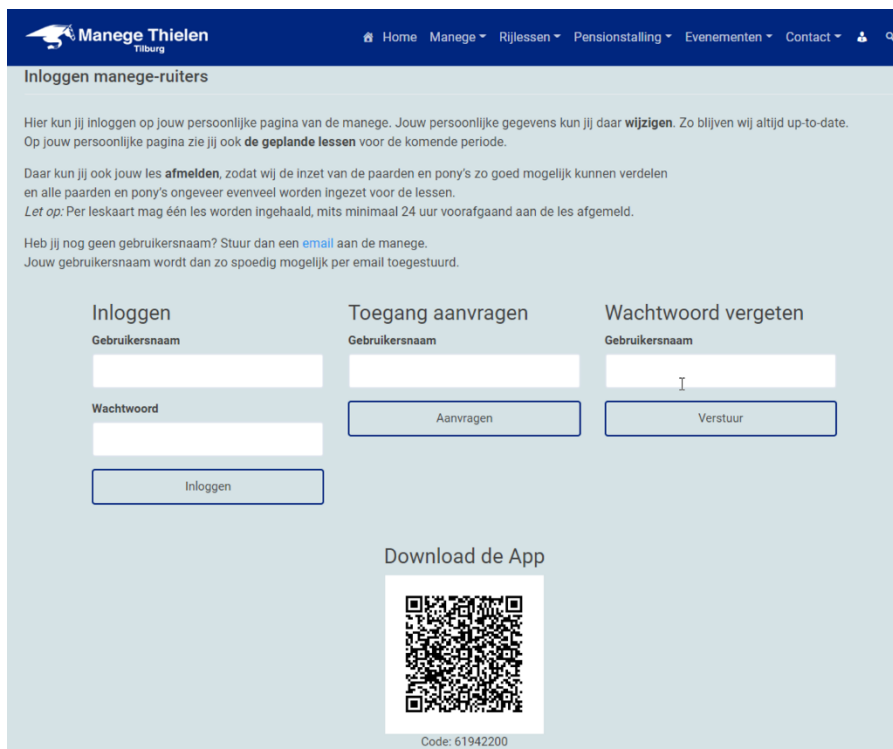 Manege Thielen
Tilburg
Home Manege Rijlessen Pensionstalling Evenementen Contact
Inloggen manege-ruiters
Hier kun jij inloggen op jouw persoonlijke pagina van de manege. Jouw persoonlijke gegevens kun jij daar wijzigen. Zo blijven wij altijd up-to-date.
Op jouw persoonlijke pagina zie jij ook de geplande lessen voor de komende periode.
Daar kun jij ook jouw les afmelden, zodat wij de inzet van de paarden en pony's zo goed mogelijk kunnen verdelen
en alle paarden en pony's ongeveer evenveel worden ingezet voor de lessen.
Let op: Per leskaart mag één les worden ingehaald, mits minimaal 24 uur voorafgaand aan de les afgemeld.
Heb jij nog geen gebruikersnaam? Stuur dan een email aan de manege.
Jouw gebruikersnaam wordt dan zo spoedig mogelijk per email toegestuurd.
Inloggen
Gebruikersnaam
Wachtwoord
Inloggen
Toegang aanvragen
Gebruikersnaam
Aanvragen
Wachtwoord vergeten
Gebruikersnaam
Verstuur
Download de App
Code: 61942200